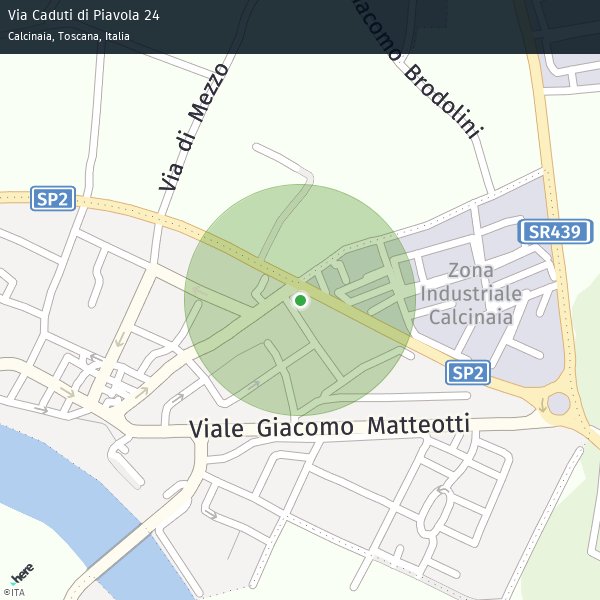 Via Caduti di Piavola 24
Calcinaia, Toscana, Italia
Giacomo Brodolini
Via di Mezzo
SP2
SR439
Zona
Industriale
Calcinaia
SP2
Viale Giacomo Matteotti
here
©ITA